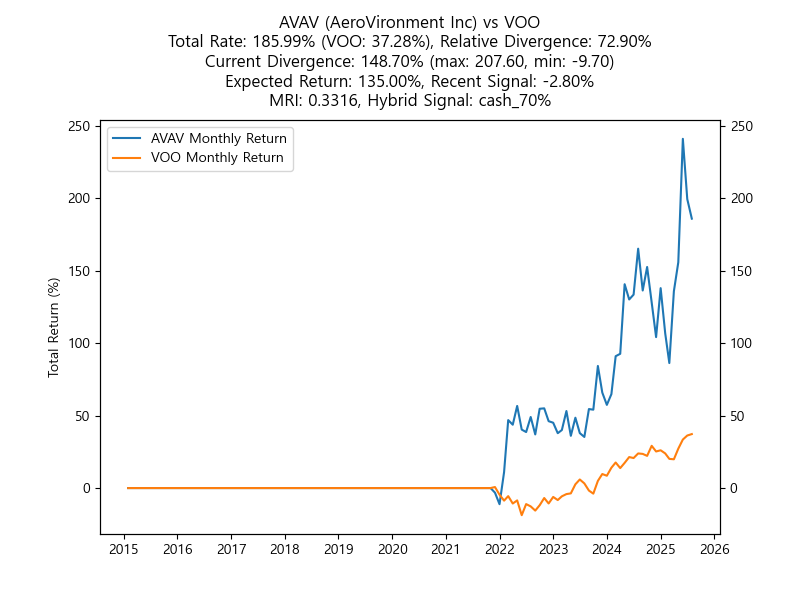 AVAV (AeroVironment Inc) vs VOO
Total Rate: 185.99% (VOO: 37.28%), Relative Divergence: 72.90%
Current Divergence: 148.70% (max: 207.60, min: -9.70)
Expected Return: 135.00%, Recent Signal: -2.80%
MRI: 0.3316, Hybrid Signal: cash_70%
AVAV Monthly Return
VOO Monthly Return
Total Return (%)
250
200
150
100
50
0
250
200
150
100
50
0
2015 2016 2017 2018 2019 2020 2021 2022 2023 2024 2025 2026